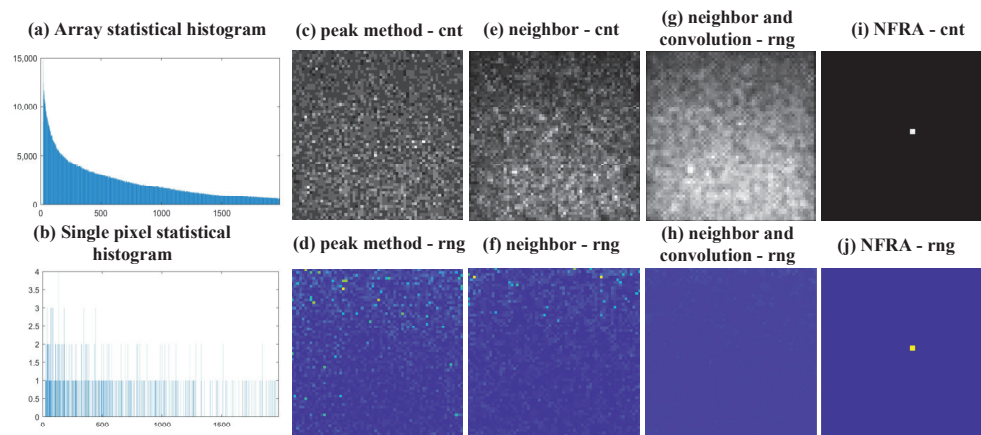 (a) Array statistical histogram
15,000
10,000
5,000
0
0
500
1000
1500
(b) Single pixel statistical
histogram
4
3.5
3
2.5
2
1.5
1
0.5
0
0
500
1000
1500
(c) peak method - cnt
(d) peak method - rng
(e) neighbor - cnt
(f) neighbor - rng
(g) neighbor and
convolution - rng
(h) neighbor and
convolution - rng
(i) NFRA - cnt
(j) NFRA - rng